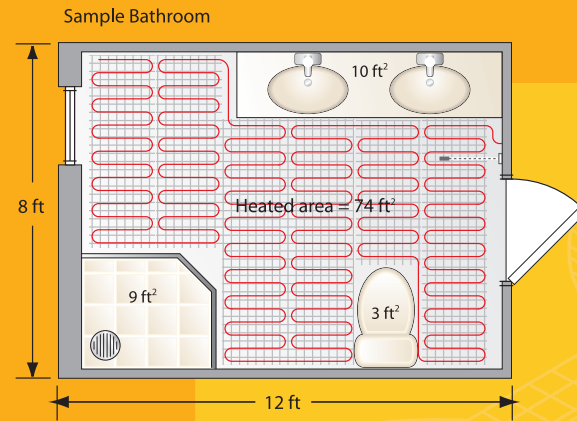 Sample Bathroom
10 ft²
8 ft
Heated area = 74 ft²
9 ft²
3 ft²
12 ft